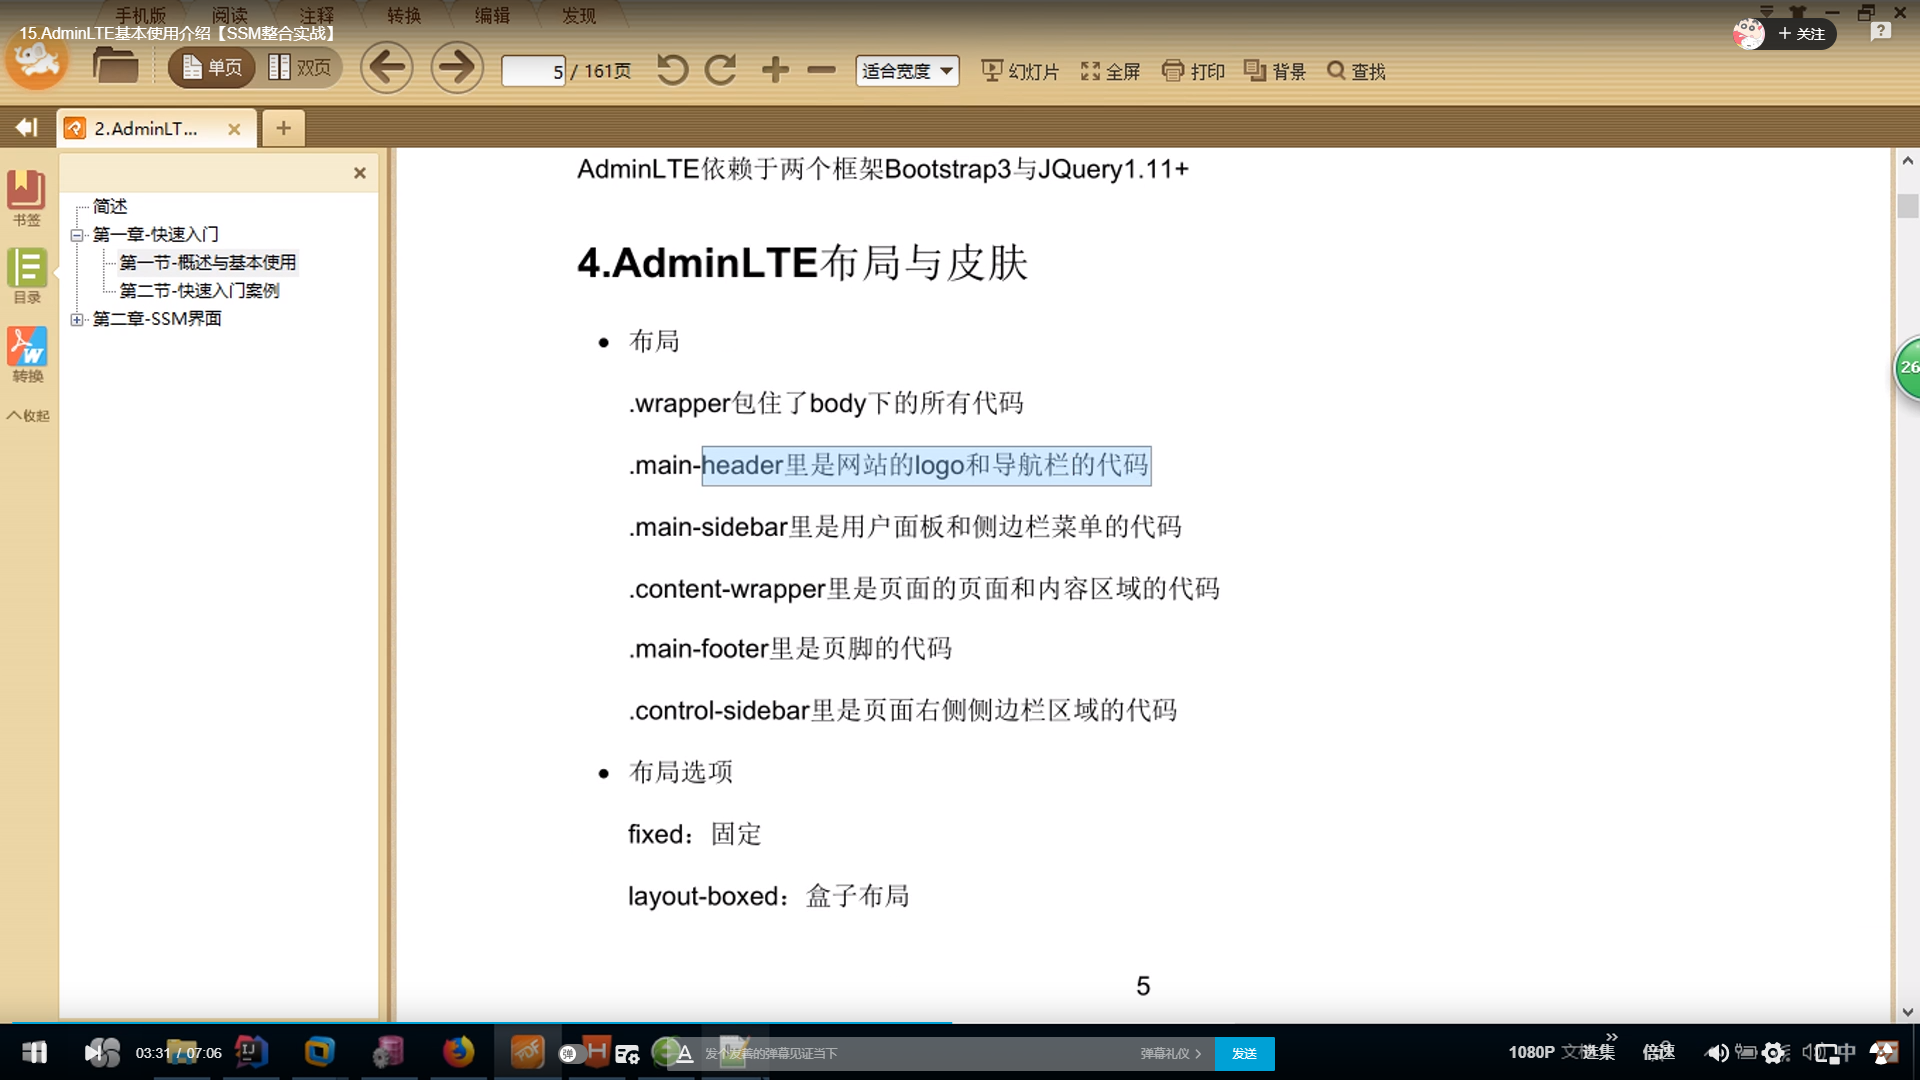 手机版 阅读 注释 转换 编辑 发现
15.AdminLTE基本使用介绍【SSM整合实战】
+ 关注
单页 双页 5 / 161页 适合宽度 幻灯片 全屏 打印 背景 查找
2.AdminLT...
书签
目录
转换
收起
简述
第一章-快速入门
第一节-概述与基本使用
第二节-快速入门案例
第二章-SSM界面
AdminLTE依赖于两个框架Bootstrap3与JQuery1.11+
4.AdminLTE布局与皮肤
• 布局
.wrapper包住了body下的所有代码
.main-header里是网站的logo和导航栏的代码
.main-sidebar里是用户面板和侧边栏菜单的代码
.content-wrapper里是页面的页面和内容区域的代码
.main-footer里是页脚的代码
.control-sidebar里是页面右侧侧边栏区域的代码
• 布局选项
fixed：固定
layout-boxed：盒子布局
5
26
03:31 / 07:06 弹 A 发个友善的弹幕见证当下 弹幕礼仪 发送 1080P 选集 倍速 中